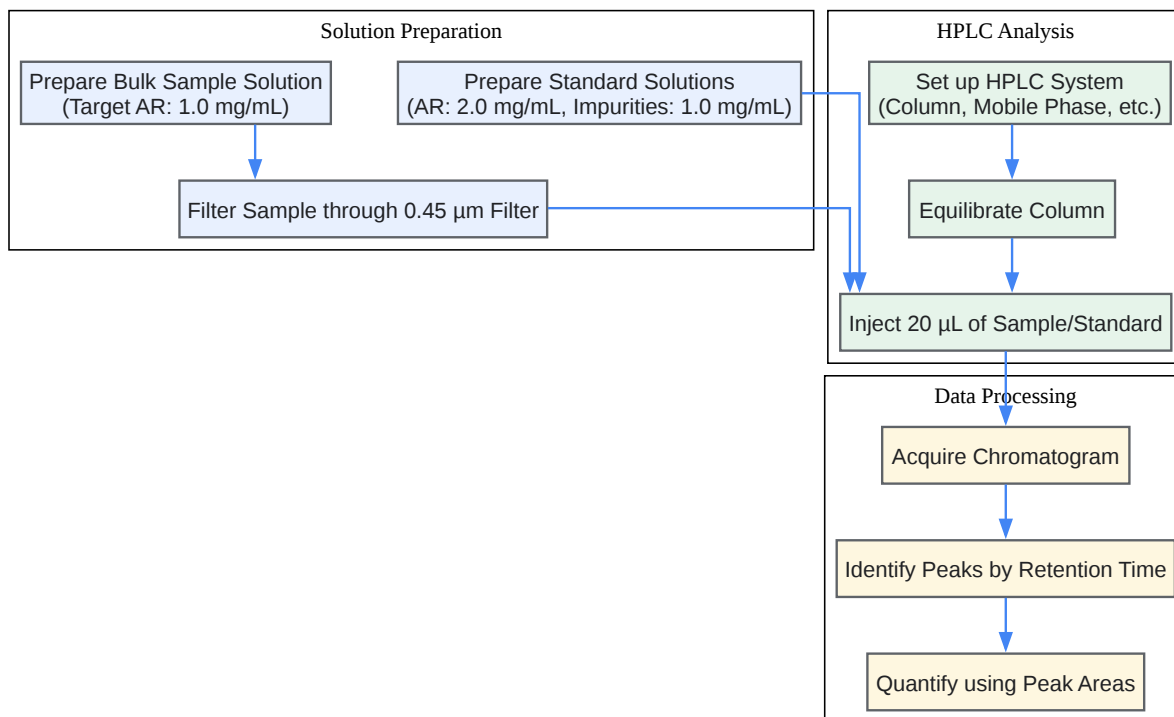 Solution Preparation
Prepare Bulk Sample Solution
(Target AR: 1.0 mg/mL)
Prepare Standard Solutions
(AR: 2.0 mg/mL, Impurities: 1.0 mg/mL)
Filter Sample through 0.45 µm Filter
HPLC Analysis
Set up HPLC System
(Column, Mobile Phase, etc.)
Equilibrate Column
Inject 20 µL of Sample/Standard
Data Processing
Acquire Chromatogram
Identify Peaks by Retention Time
Quantify using Peak Areas